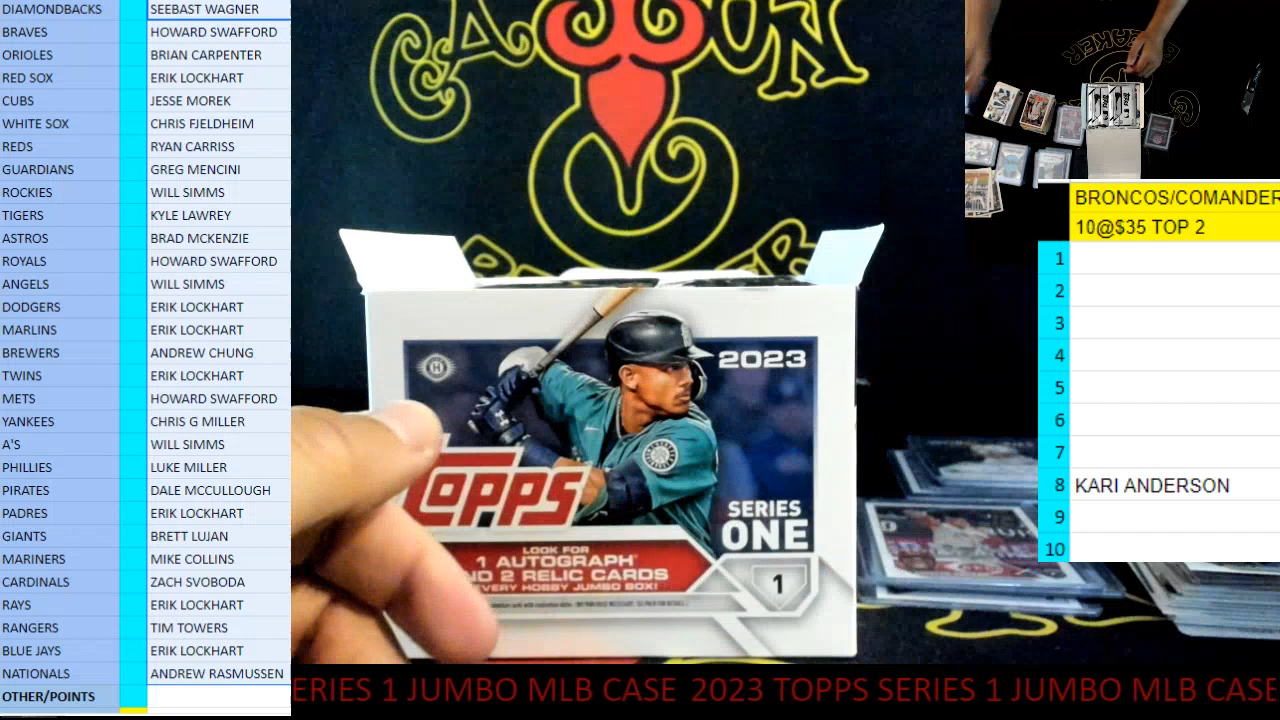 DIAMONDBACKS SEEBAST WAGNER
BRAVES HOWARD SWAFFORD
ORIOLES BRIAN CARPENTER
RED SOX ERIK LOCKHART
CUBS JESSE MOREK
WHITE SOX CHRIS FJELDHEIM
REDS RYAN CARRISS
GUARDIANS GREG MENCINI
ROCKIES WILL SIMMS
TIGERS KYLE LAWREY
ASTROS BRAD MCKENZIE
ROYALS HOWARD SWAFFORD
ANGELS WILL SIMMS
DODGERS ERIK LOCKHART
MARLINS ERIK LOCKHART
BREWERS ANDREW CHUNG
TWINS ERIK LOCKHART
METS HOWARD SWAFFORD
YANKEES CHRIS G MILLER
A'S WILL SIMMS
PHILLIES LUKE MILLER
PIRATES DALE MCCULLOUGH
PADRES ERIK LOCKHART
GIANTS BRETT LUJAN
MARINERS MIKE COLLINS
CARDINALS ZACH SVOBODA
RAYS ERIK LOCKHART
RANGERS TIM TOWERS
BLUE JAYS ERIK LOCKHART
NATIONALS ANDREW RASMUSSEN
OTHER/POINTS
2023
TOPPS
SERIES
ONE
LOOK FOR
1 AUTOGRAPH
ND 2 RELIC CARDS
EVERY HOBBY JUMBO BOX!
1
BRONCOS/COMANDER
10@$35 TOP 2
1
2
3
4
5
6
7
8 KARI ANDERSON
9
10
ERIES 1 JUMBO MLB CASE 2023 TOPPS SERIES 1 JUMBO MLB CASE